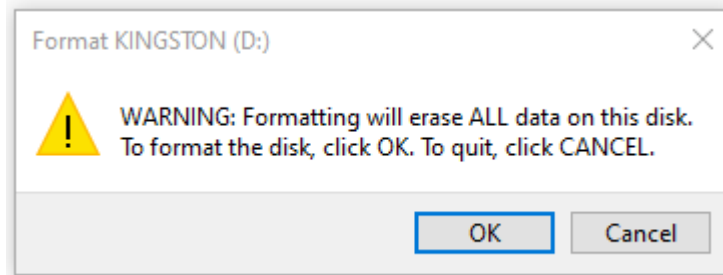 Format KINGSTON (D:)
WARNING: Formatting will erase ALL data on this disk.
To format the disk, click OK. To quit, click CANCEL.
OK
Cancel